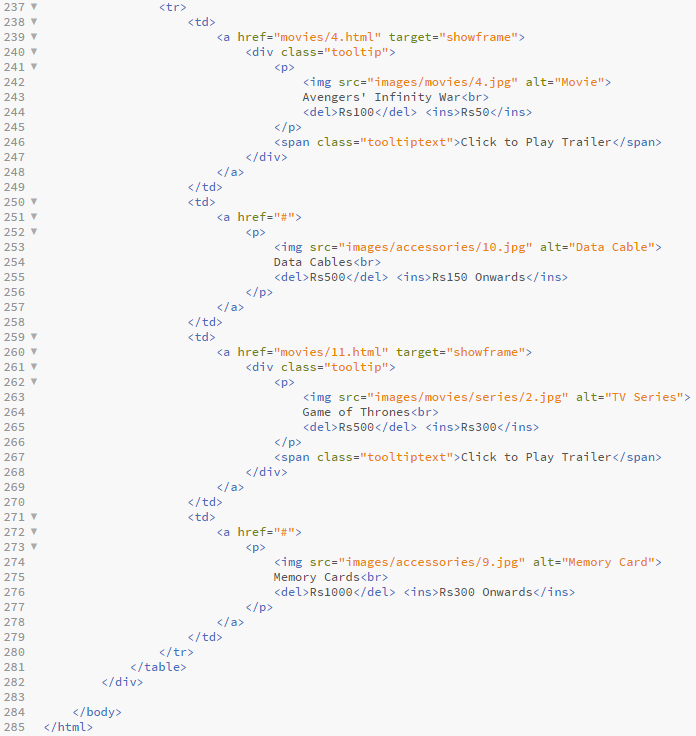 237 ▼ <tr>
238 ▼ <td>
239 ▼ <a href="movies/4.html" target="showframe">
240 ▼ <div class="tooltip">
241 ▼ <p>
242 <img src="images/movies/4.jpg" alt="Movie">
243 Avengers' Infinity War<br>
244 <del>Rs100</del> <ins>Rs50</ins>
245 </p>
246 <span class="tooltiptext">Click to Play Trailer</span>
247 </div>
248 </a>
249 </td>
250 ▼ <td>
251 ▼ <a href="#">
252 ▼ <p>
253 <img src="images/accessories/10.jpg" alt="Data Cable">
254 Data Cables<br>
255 <del>Rs500</del> <ins>Rs150 Onwards</ins>
256 </p>
257 </a>
258 </td>
259 ▼ <td>
260 ▼ <a href="movies/11.html" target="showframe">
261 ▼ <div class="tooltip">
262 ▼ <p>
263 <img src="images/movies/series/2.jpg" alt="TV Series">
264 Game of Thrones<br>
265 <del>Rs500</del> <ins>Rs300</ins>
266 </p>
267 <span class="tooltiptext">Click to Play Trailer</span>
268 </div>
269 </a>
270 </td>
271 ▼ <td>
272 ▼ <a href="#">
273 ▼ <p>
274 <img src="images/accessories/9.jpg" alt="Memory Card">
275 Memory Cards<br>
276 <del>Rs1000</del> <ins>Rs300 Onwards</ins>
277 </p>
278 </a>
279 </td>
280 </tr>
281 </table>
282 </div>
283
284 </body>
285 </html>